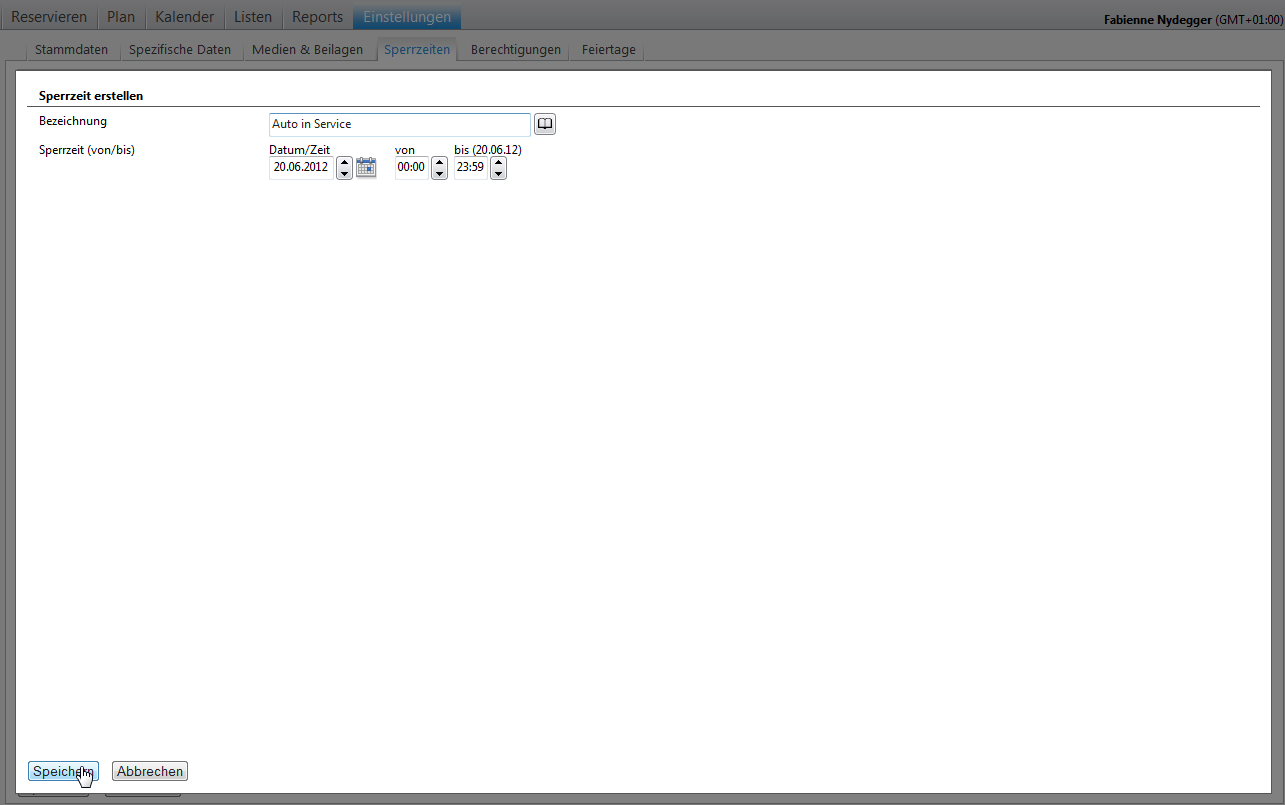 Reservieren Plan Kalender Listen Reports Einstellungen Fabienne Nydegger (GMT+01:00)
Stammdaten Spezifische Daten Medien & Beilagen Sperrzeiten Berechtigungen Feiertage
Sperrzeit erstellen
Bezeichnung Auto in Service
Sperrzeit (von/bis) Datum/Zeit von bis (20.06.12)
20.06.2012 00:00 23:59
Speichern Abbrechen